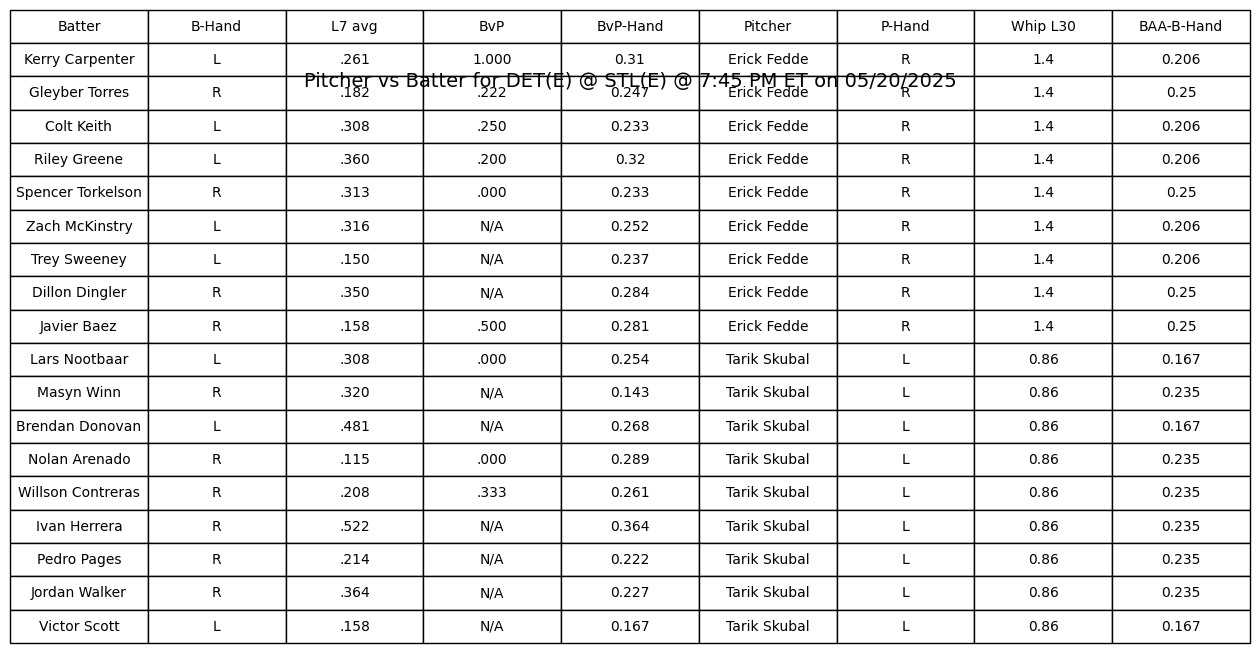 Batter B-Hand L7 avg BvP BvP-Hand Pitcher P-Hand Whip L30 BAA-B-Hand
Kerry Carpenter L .261 1.000 0.31 Erick Fedde R 1.4 0.206
Pitcher vs Batter for DET(E) @ STL(E) @ 7:45 PM ET on 05/20/2025
Gleyber Torres R .182 .222 0.247 Erick Fedde R 1.4 0.25
Colt Keith L .308 .250 0.233 Erick Fedde R 1.4 0.206
Riley Greene L .360 .200 0.32 Erick Fedde R 1.4 0.206
Spencer Torkelson R .313 .000 0.233 Erick Fedde R 1.4 0.25
Zach McKinstry L .316 N/A 0.252 Erick Fedde R 1.4 0.206
Trey Sweeney L .150 N/A 0.237 Erick Fedde R 1.4 0.206
Dillon Dingler R .350 N/A 0.284 Erick Fedde R 1.4 0.25
Javier Baez R .158 .500 0.281 Erick Fedde R 1.4 0.25
Lars Nootbaar L .308 .000 0.254 Tarik Skubal L 0.86 0.167
Masyn Winn R .320 N/A 0.143 Tarik Skubal L 0.86 0.235
Brendan Donovan L .481 N/A 0.268 Tarik Skubal L 0.86 0.167
Nolan Arenado R .115 .000 0.289 Tarik Skubal L 0.86 0.235
Willson Contreras R .208 .333 0.261 Tarik Skubal L 0.86 0.235
Ivan Herrera R .522 N/A 0.364 Tarik Skubal L 0.86 0.235
Pedro Pages R .214 N/A 0.222 Tarik Skubal L 0.86 0.235
Jordan Walker R .364 N/A 0.227 Tarik Skubal L 0.86 0.235
Victor Scott L .158 N/A 0.167 Tarik Skubal L 0.86 0.167